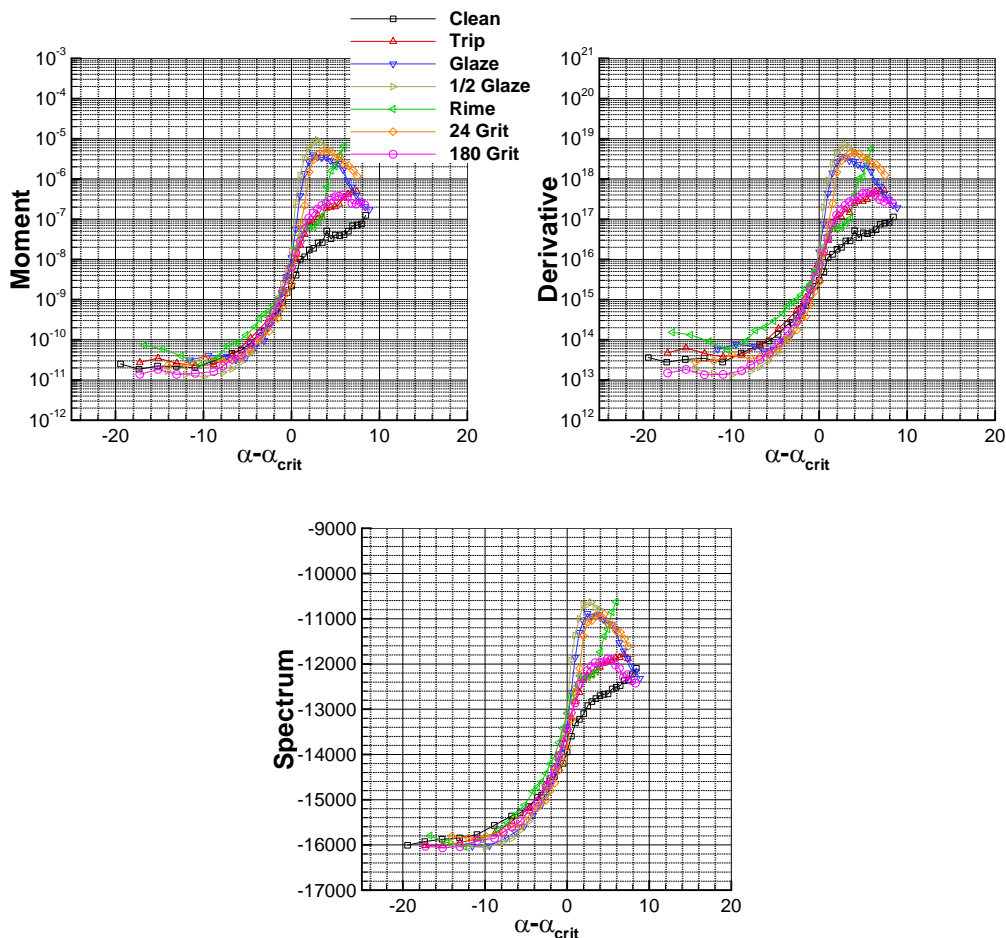 Clean
Trip
Glaze
1/2 Glaze
Rime
24 Grit
180 Grit
10^-3
10^-4
10^-5
10^-6
10^-7
10^-8
10^-9
10^-10
10^-11
10^-12
Moment
-20 -10 0 10 20
α-α_crit
10^21
10^20
10^19
10^18
10^17
10^16
10^15
10^14
10^13
10^12
Derivative
-20 -10 0 10 20
α-α_crit
-9000
-10000
-11000
-12000
-13000
-14000
-15000
-16000
-17000
Spectrum
-20 -10 0 10 20
α-α_crit